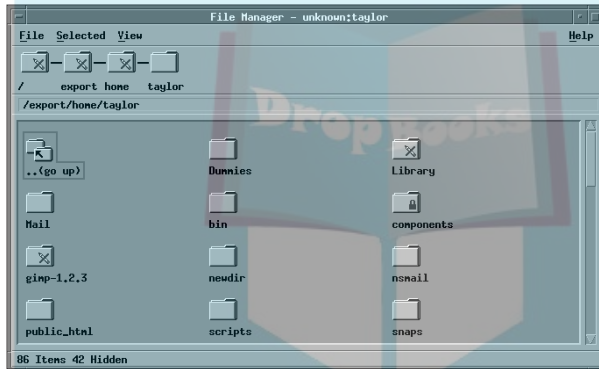 File Manager - unknown:taylor
File Selected View Help
/ export home taylor
/export/home/taylor
DropBooks
..(go up) Dummies Library
Mail bin components
gimp-1.2.3 newdir nsmail
public_html scripts snaps
86 Items 42 Hidden